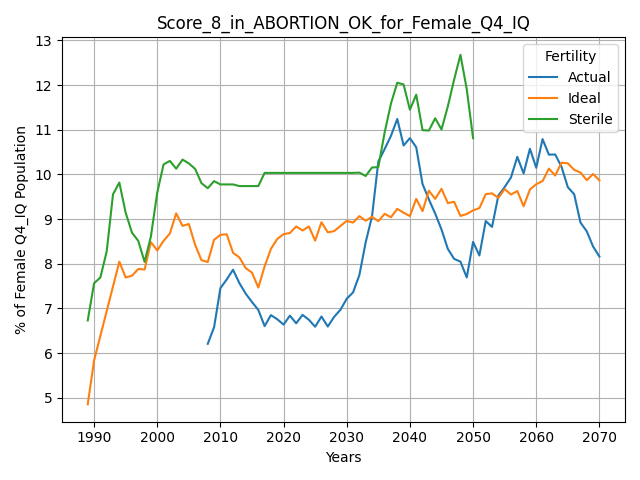 Score_8_in_ABORTION_OK_for_Female_Q4_IQ
% of Female Q4_IQ Population
13
12
11
10
9
8
7
6
5
Fertility
Actual
Ideal
Sterile
1990 2000 2010 2020 2030 2040 2050 2060 2070
Years